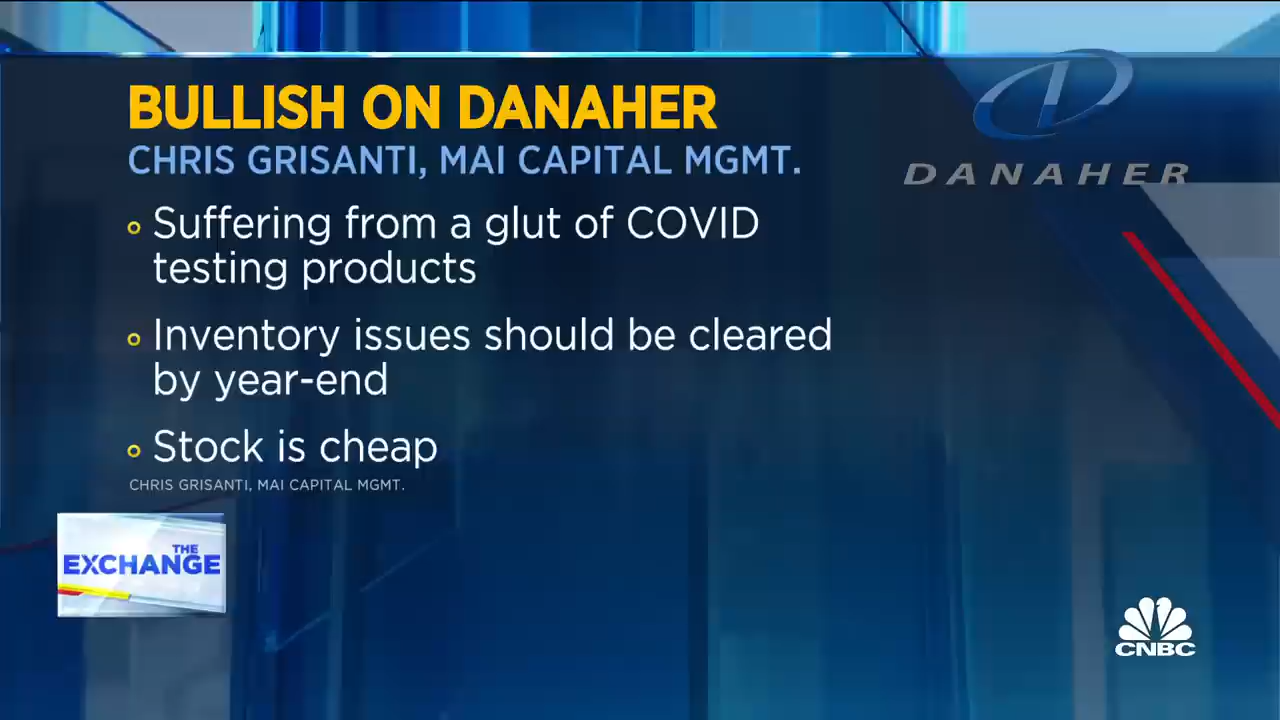 BULLISH ON DANAHER
CHRIS GRISANTI, MAI CAPITAL MGMT.
DANAHER
Suffering from a glut of COVID
testing products
Inventory issues should be cleared
by year-end
Stock is cheap
CHRIS GRISANTI, MAI CAPITAL MGMT.
THE
EXCHANGE
CNBC